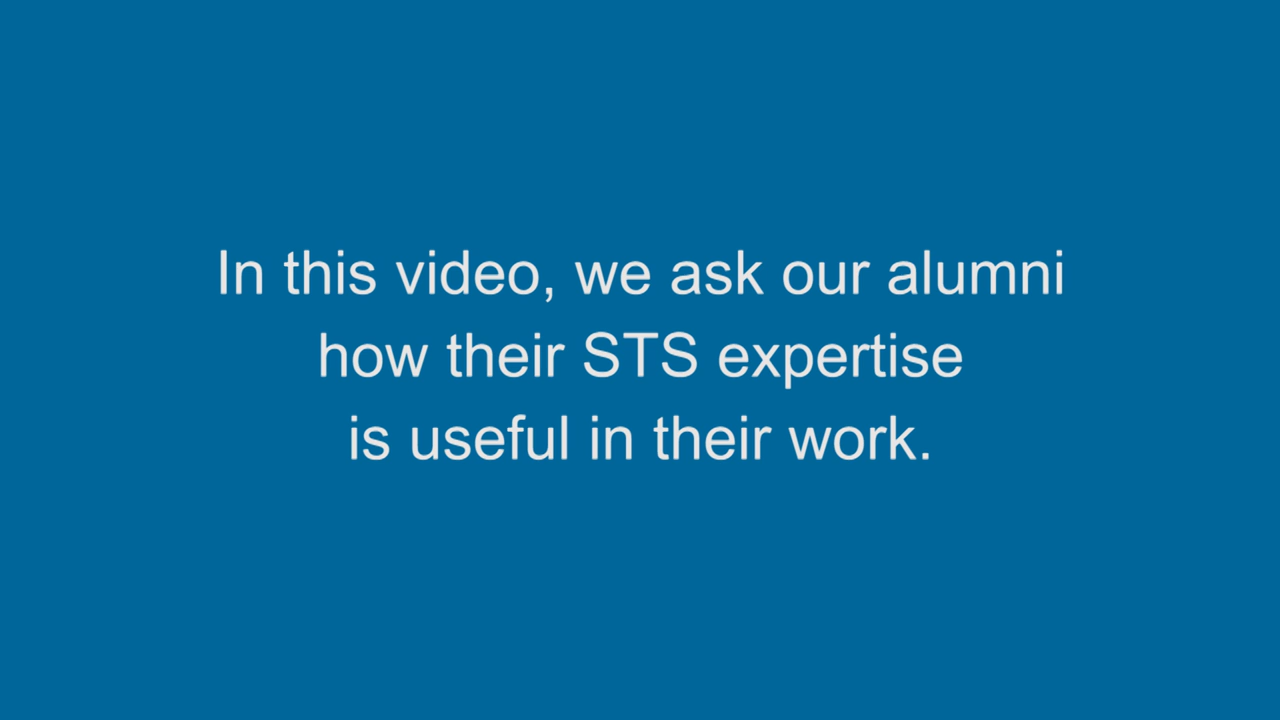 In this video, we ask our alumni
how their STS expertise
is useful in their work.